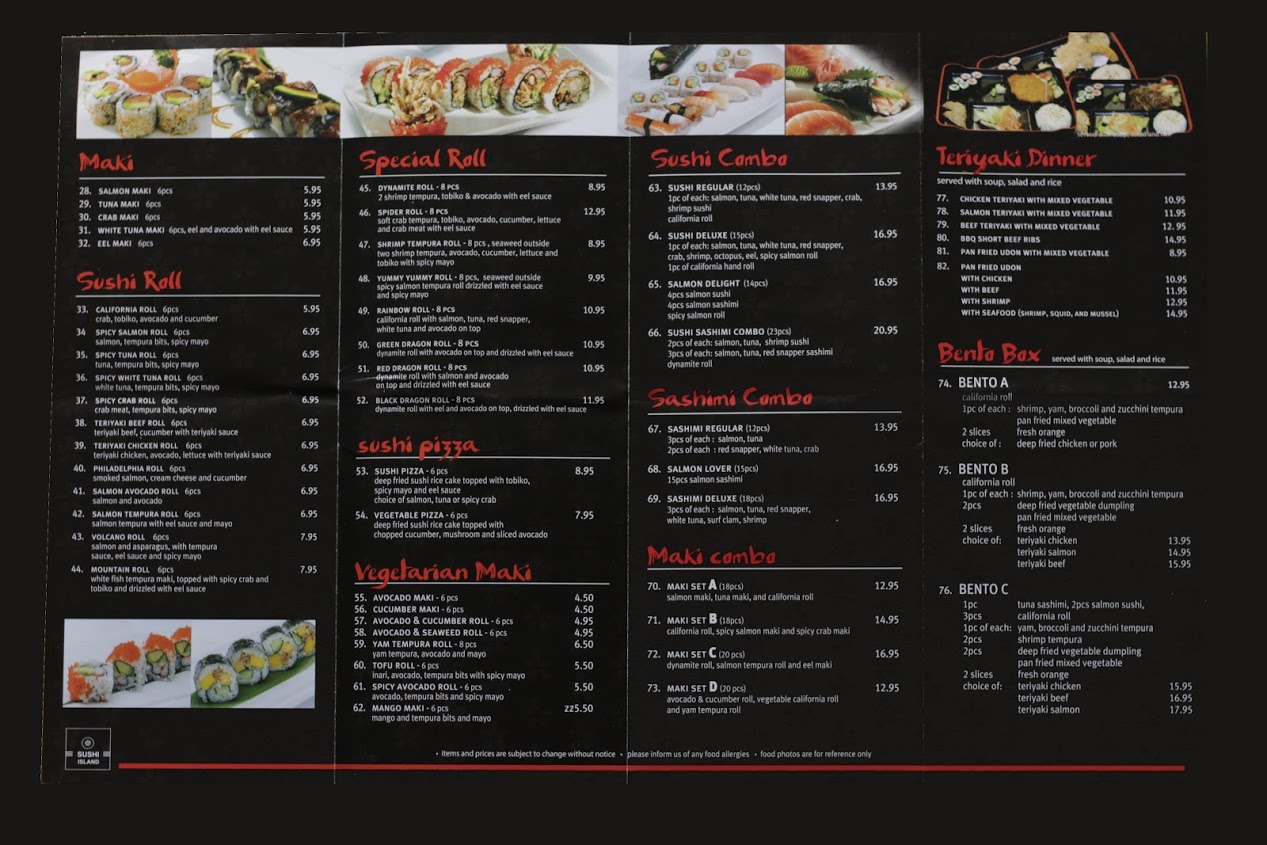 Maki
28. SALMON MAKI 6pcs 5.95
29. TUNA MAKI 6pcs 5.95
30. CRAB MAKI 6pcs 5.95
31. WHITE TUNA MAKI 6pcs, eel and avocado with eel sauce 5.95
32. EEL MAKI 6pcs 6.95
Sushi Roll
33. CALIFORNIA ROLL 6pcs 5.95
crab, tobiko, avocado and cucumber
34 SPICY SALMON ROLL 6pcs 6.95
salmon, tempura bits, spicy mayo
35. SPICY TUNA ROLL 6pcs 6.95
tuna, tempura bits, spicy mayo
36. SPICY WHITE TUNA ROLL 6pcs 6.95
white tuna, tempura bits, spicy mayo
37. SPICY CRAB ROLL 6pcs 6.95
crab meat, tempura bits, spicy mayo
38. TERIYAKI BEEF ROLL 6pcs 6.95
teriyaki beef, cucumber with teriyaki sauce
39. TERIYAKI CHICKEN ROLL 6pcs 6.95
teriyaki chicken, avocado, lettuce with teriyaki sauce
40. PHILADELPHIA ROLL 6pcs 6.95
smoked salmon, cream cheese and cucumber
41. SALMON AVOCADO ROLL 6pcs 6.95
salmon and avocado
42. SALMON TEMPURA ROLL 6pcs 6.95
salmon tempura with eel sauce and mayo
43. VOLCANO ROLL 6pcs 7.95
salmon and asparagus, with tempura
sauce, eel sauce and spicy mayo
44. MOUNTAIN ROLL 6pcs 7.95
white fish tempura maki, topped with spicy crab and
tobiko and drizzled with eel sauce
SUSHI
ISLAND
Special Roll
45. DYNAMITE ROLL - 8 PCS 8.95
2 shrimp tempura, tobiko & avocado with eel sauce
46. SPIDER ROLL - 8 PCS 12.95
soft crab tempura, tobiko, avocado, cucumber, lettuce
and crab meat with eel sauce
47. SHRIMP TEMPURA ROLL - 8 pcs , seaweed outside 8.95
two shrimp tempura, avocado, cucumber, lettuce and
tobiko with spicy mayo
48. YUMMY YUMMY ROLL - 8 pcs, seaweed outside 9.95
spicy salmon tempura roll drizzled with eel sauce
and spicy mayo
49. RAINBOW ROLL - 8 pcs 10.95
california roll with salmon, tuna, red snapper,
white tuna and avocado on top
50. GREEN DRAGON ROLL - 8 pcs 10.95
dynamite roll with avocado on top and drizzled with eel sauce
51. RED DRAGON ROLL - 8 PCS 10.95
dynamite roll with salmon and avocado
on top and drizzled with eel sauce
52. BLACK DRAGON ROLL - 8 PCS 11.95
dynamite roll with eel and avocado on top, drizzled with eel sauce
sushi pizza
53. SUSHI PIZZA - 6 pcs 8.95
deep fried sushi rice cake topped with tobiko,
spicy mayo and eel sauce
choice of salmon, tuna or spicy crab
54. VEGETABLE PIZZA - 6 pcs 7.95
deep fried sushi rice cake topped with
chopped cucumber, mushroom and sliced avocado
Vegetarian Maki
55. AVOCADO MAKI - 6 pcs 4.50
56. CUCUMBER MAKI - 6 pcs 4.50
57. AVOCADO & CUCUMBER ROLL - 6 pcs 4.95
58. AVOCADO & SEAWEED ROLL - 6 pcs 4.95
59. YAM TEMPURA ROLL - 8 pcs 6.50
yam tempura, avocado and mayo
60. TOFU ROLL - 6 pcs 5.50
inari, avocado, tempura bits with spicy mayo
61. SPICY AVOCADO ROLL - 6 pcs 5.50
avocado, tempura bits and spicy mayo
62. MANGO MAKI - 6 pcs zz5.50
mango and tempura bits and mayo
Sushi Combo
63. SUSHI REGULAR (12pcs) 13.95
1pc of each: salmon, tuna, white tuna, red snapper, crab,
shrimp sushi
california roll
64. SUSHI DELUXE (15pcs) 16.95
1pc of each: salmon, tuna, white tuna, red snapper,
crab, shrimp, octopus, eel, spicy salmon roll
1pc of california hand roll
65. SALMON DELIGHT (14pcs) 16.95
4pcs salmon sushi
4pcs salmon sashimi
spicy salmon roll
66. SUSHI SASHIMI COMBO (23pcs) 20.95
2pcs of each: salmon, tuna, shrimp sushi
3pcs of each: salmon, tuna, red snapper sashimi
dynamite roll
Sashimi Combo
67. SASHIMI REGULAR (12pcs) 13.95
3pcs of each : salmon, tuna
2pcs of each : red snapper, white tuna, crab
68. SALMON LOVER (15pcs) 16.95
15pcs salmon sashimi
69. SASHIMI DELUXE (18pcs) 16.95
3pcs of each : salmon, tuna, red snapper,
white tuna, surf clam, shrimp
Maki combo
70. MAKI SET A (18pcs) 12.95
salmon maki, tuna maki, and california roll
71. MAKI SET B (18pcs) 14.95
california roll, spicy salmon maki and spicy crab maki
72. MAKI SET C (20 pcs) 16.95
dynamite roll, salmon tempura roll and eel maki
73. MAKI SET D (20 pcs) 12.95
avocado & cucumber roll, vegetable california roll
and yam tempura roll
Teriyaki Dinner
served with soup, salad and rice
77. CHICKEN TERIYAKI WITH MIXED VEGETABLE 10.95
78. SALMON TERIYAKI WITH MIXED VEGETABLE 11.95
79. BEEF TERIYAKI WITH MIXED VEGETABLE 12. 95
80. BBQ SHORT BEEF RIBS 14.95
81. PAN FRIED UDON WITH MIXED VEGETABLE 8.95
82. PAN FRIED UDON
WITH CHICKEN 10.95
WITH BEEF 11.95
WITH SHRIMP 12.95
WITH SEAFOOD (SHRIMP, SQUID, AND MUSSEL) 14.95
Bento Box served with soup, salad and rice
74. BENTO A 12.95
california roll
1pc of each : shrimp, yam, broccoli and zucchini tempura
pan fried mixed vegetable
2 slices fresh orange
choice of : deep fried chicken or pork
75. BENTO B
california roll
1pc of each : shrimp, yam, broccoli and zucchini tempura
2pcs deep fried vegetable dumpling
pan fried mixed vegetable
2 slices fresh orange
choice of: teriyaki chicken 13.95
teriyaki salmon 14.95
teriyaki beef 15.95
76. BENTO C
1pc tuna sashimi, 2pcs salmon sushi,
3pcs california roll
1pc of each: yam, broccoli and zucchini tempura
2pcs shrimp tempura
2pcs deep fried vegetable dumpling
pan fried mixed vegetable
2 slices fresh orange
choice of: teriyaki chicken 15.95
teriyaki beef 16.95
teriyaki salmon 17.95
• items and prices are subject to change without notice • please inform us of any food allergies • food photos are for reference only